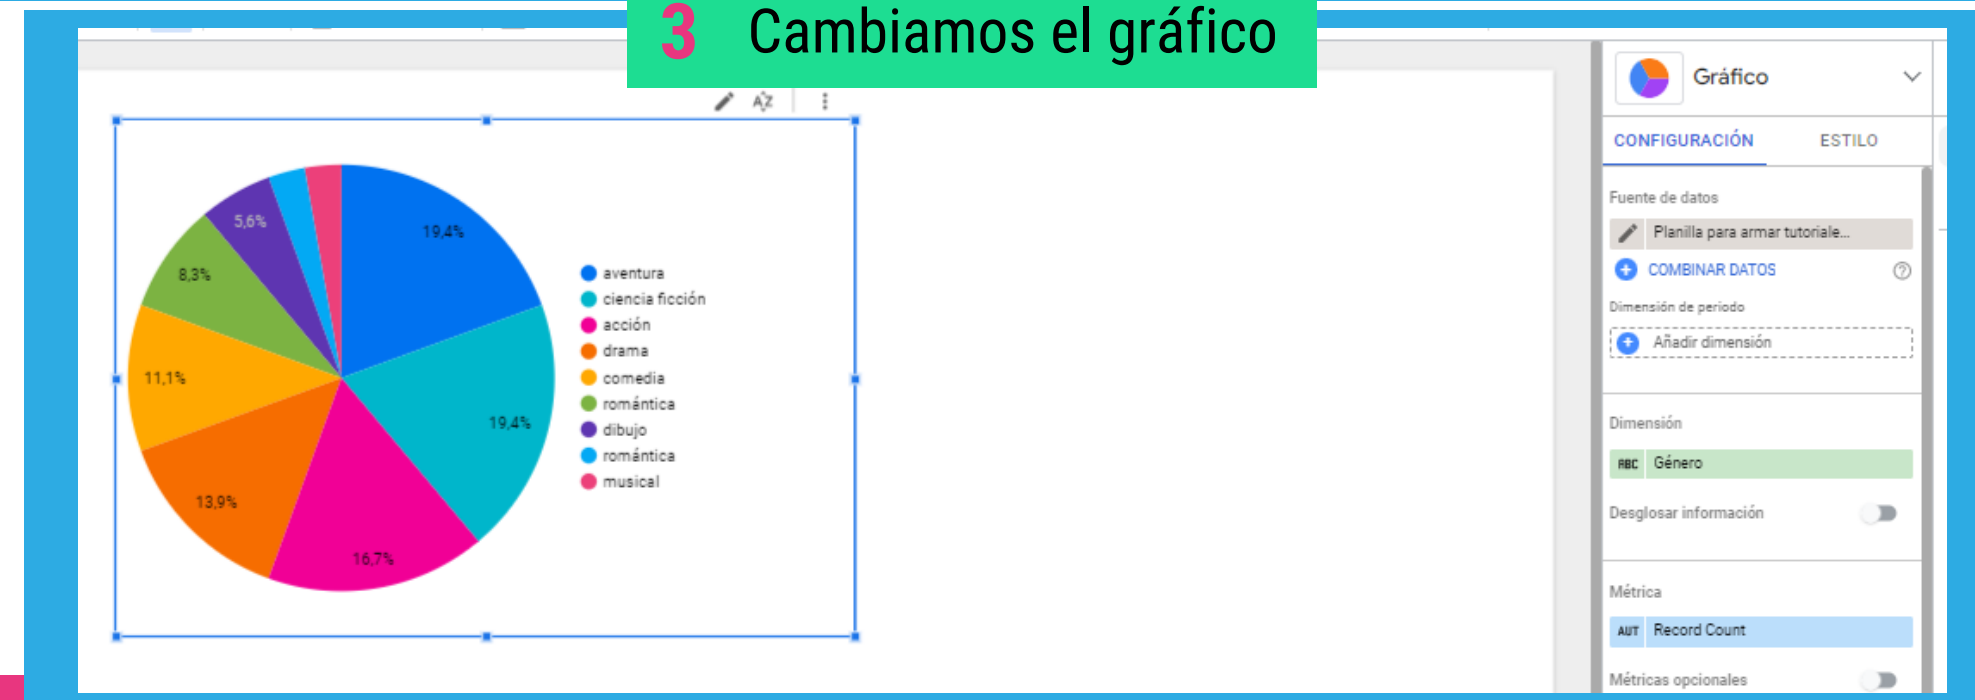 3 Cambiamos el gráfico
Gráfico
CONFIGURACIÓN ESTILO
Fuente de datos
Planilla para armar tutoriale...
COMBINAR DATOS
Dimensión de periodo
Añadir dimensión
Dimensión
ABC Género
Desglosar información
Métrica
AUT Record Count
Métricas opcionales
AZ
19,4%
19,4%
16,7%
13,9%
11,1%
8,3%
5,6%
aventura
ciencia ficción
acción
drama
comedia
romántica
dibujo
romántica
musical